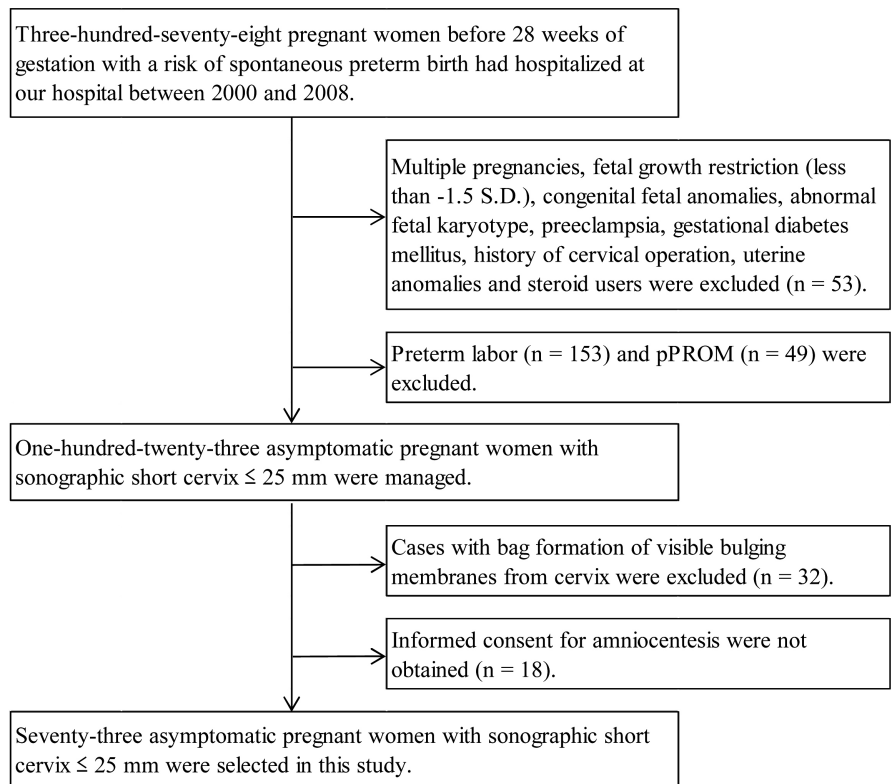 Three-hundred-seventy-eight pregnant women before 28 weeks of
gestation with a risk of spontaneous preterm birth had hospitalized at
our hospital between 2000 and 2008.
Multiple pregnancies, fetal growth restriction (less
than -1.5 S.D.), congenital fetal anomalies, abnormal
fetal karyotype, preeclampsia, gestational diabetes
mellitus, history of cervical operation, uterine
anomalies and steroid users were excluded (n = 53).
Preterm labor (n = 153) and pPROM (n = 49) were
excluded.
One-hundred-twenty-three asymptomatic pregnant women with
sonographic short cervix ≤ 25 mm were managed.
Cases with bag formation of visible bulging
membranes from cervix were excluded (n = 32).
Informed consent for amniocentesis were not
obtained (n = 18).
Seventy-three asymptomatic pregnant women with sonographic short
cervix ≤ 25 mm were selected in this study.